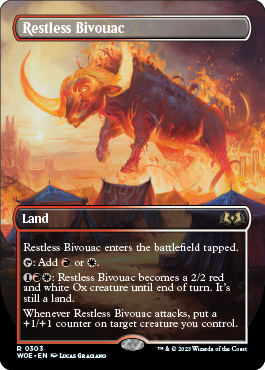 Restless Bivouac
Land
Restless Bivouac enters the battlefield tapped.
: Add or .
: Restless Bivouac becomes a 2/2 red
and white Ox creature until end of turn. It's
still a land.
Whenever Restless Bivouac attacks, put a
+1/+1 counter on target creature you control.
R 0303
WOE • EN LUCAS GRACIANO
™ & © 2023 Wizards of the Coast